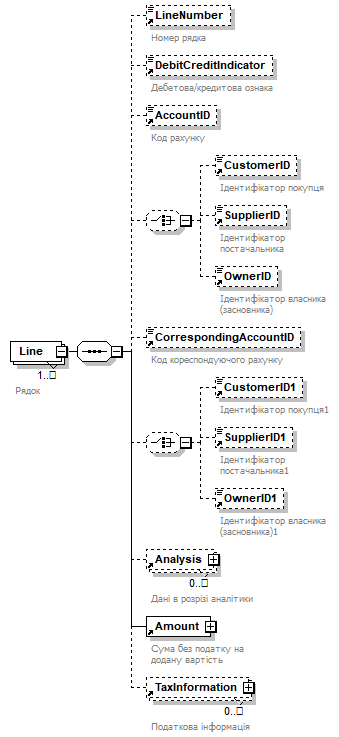 LineNumber
Номер рядка
DebitCreditIndicator
Дебетова/кредитова ознака
AccountID
Код рахунку
CustomerID
Ідентифікатор покупця
SupplierID
Ідентифікатор
постачальника
OwnerID
Ідентифікатор власника
(засновника)
Line
1..
Рядок
CorrespondingAccountID
Код кореспондуючого рахунку
CustomerID1
Ідентифікатор покупця1
SupplierID1
Ідентифікатор
постачальника1
OwnerID1
Ідентифікатор власника
(засновника)1
Analysis
0..
Дані в розрізі аналітики
Amount
Сума без податку на
додану вартість
TaxInformation
0..
Податкова інформація